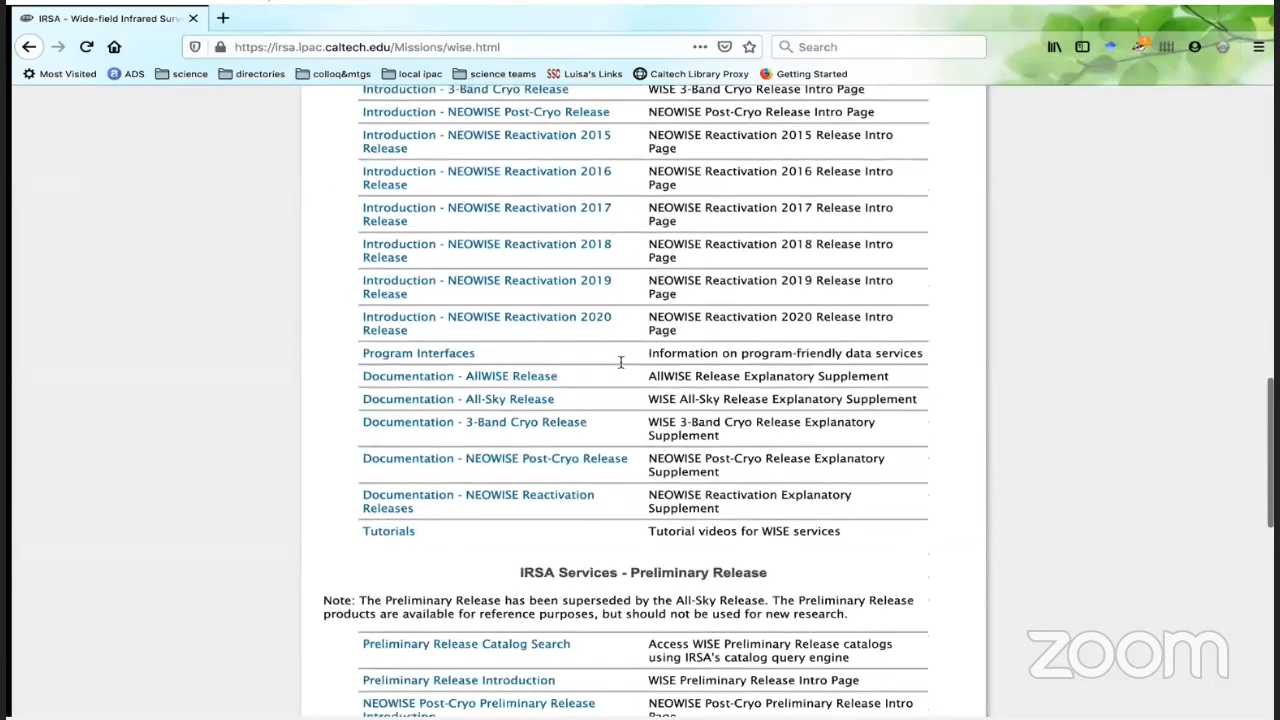 IRSA - Wide-field Infrared Surv
https://irsa.ipac.caltech.edu/Missions/wise.html
Search
Most Visited ADS science directories colloq&mtgs local ipac science teams SSC Luisa's Links Caltech Library Proxy Getting Started
Introduction - 3-Band Cryo Release WISE 3-Band Cryo Release Intro Page
Introduction - NEOWISE Post-Cryo Release NEOWISE Post-Cryo Release Intro Page
Introduction - NEOWISE Reactivation 2015 NEOWISE Reactivation 2015 Release Intro
Release Page
Introduction - NEOWISE Reactivation 2016 NEOWISE Reactivation 2016 Release Intro
Release Page
Introduction - NEOWISE Reactivation 2017 NEOWISE Reactivation 2017 Release Intro
Release Page
Introduction - NEOWISE Reactivation 2018 NEOWISE Reactivation 2018 Release Intro
Release Page
Introduction - NEOWISE Reactivation 2019 NEOWISE Reactivation 2019 Release Intro
Release Page
Introduction - NEOWISE Reactivation 2020 NEOWISE Reactivation 2020 Release Intro
Release Page
Program Interfaces Information on program-friendly data services
Documentation - AllWISE Release AllWISE Release Explanatory Supplement
Documentation - All-Sky Release WISE All-Sky Release Explanatory Supplement
Documentation - 3-Band Cryo Release WISE 3-Band Cryo Release Explanatory
Supplement
Documentation - NEOWISE Post-Cryo Release NEOWISE Post-Cryo Release Explanatory
Supplement
Documentation - NEOWISE Reactivation NEOWISE Reactivation Explanatory
Releases Supplement
Tutorials Tutorial videos for WISE services
IRSA Services - Preliminary Release
Note: The Preliminary Release has been superseded by the All-Sky Release. The Preliminary Release
products are available for reference purposes, but should not be used for new research.
Preliminary Release Catalog Search Access WISE Preliminary Release catalogs
using IRSA's catalog query engine
Preliminary Release Introduction WISE Preliminary Release Intro Page
NEOWISE Post-Cryo Preliminary Release NEOWISE Post-Cryo Preliminary Release Intro
Introduction Page
zoom